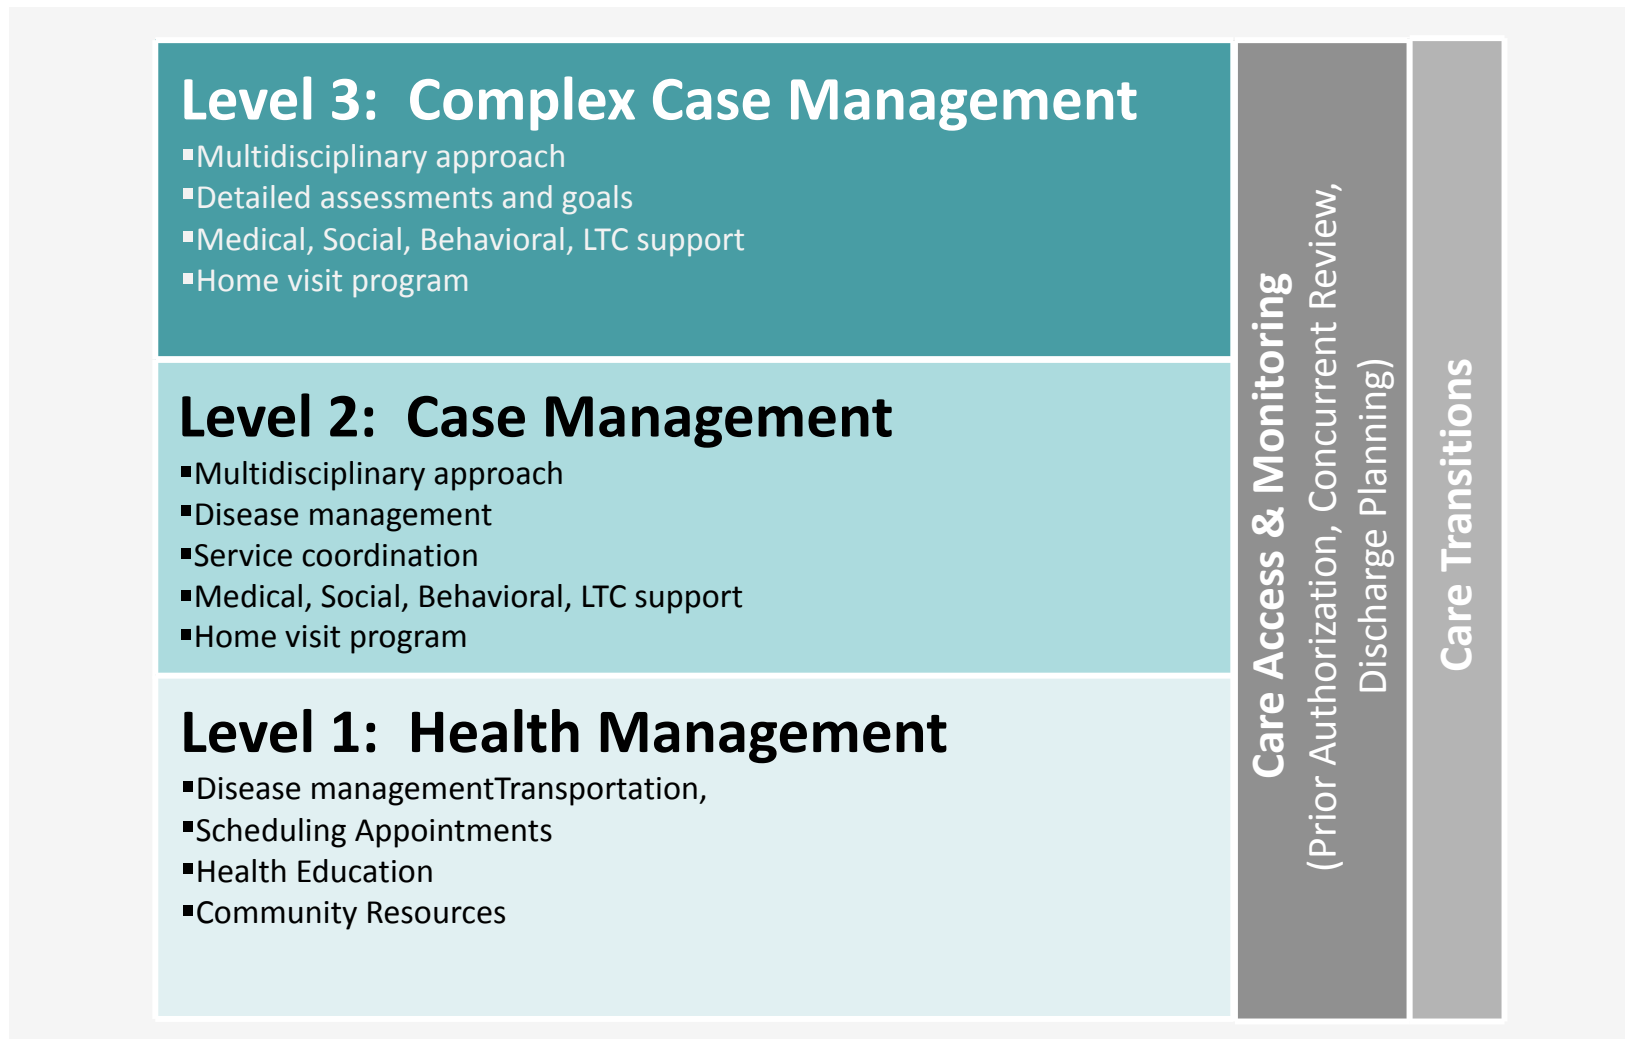 Level 3:  Complex Case Management
▪Multidisciplinary approach
▪Detailed assessments and goals
▪Medical, Social, Behavioral, LTC support
▪Home visit program
Level 2:  Case Management
▪Multidisciplinary approach
▪Disease management
▪Service coordination
▪Medical, Social, Behavioral, LTC support
▪Home visit program
Level 1:  Health Management
▪Disease managementTransportation,
▪Scheduling Appointments
▪Health Education
▪Community Resources
Care Access & Monitoring
(Prior Authorization, Concurrent Review,
Discharge Planning)
Care Transitions